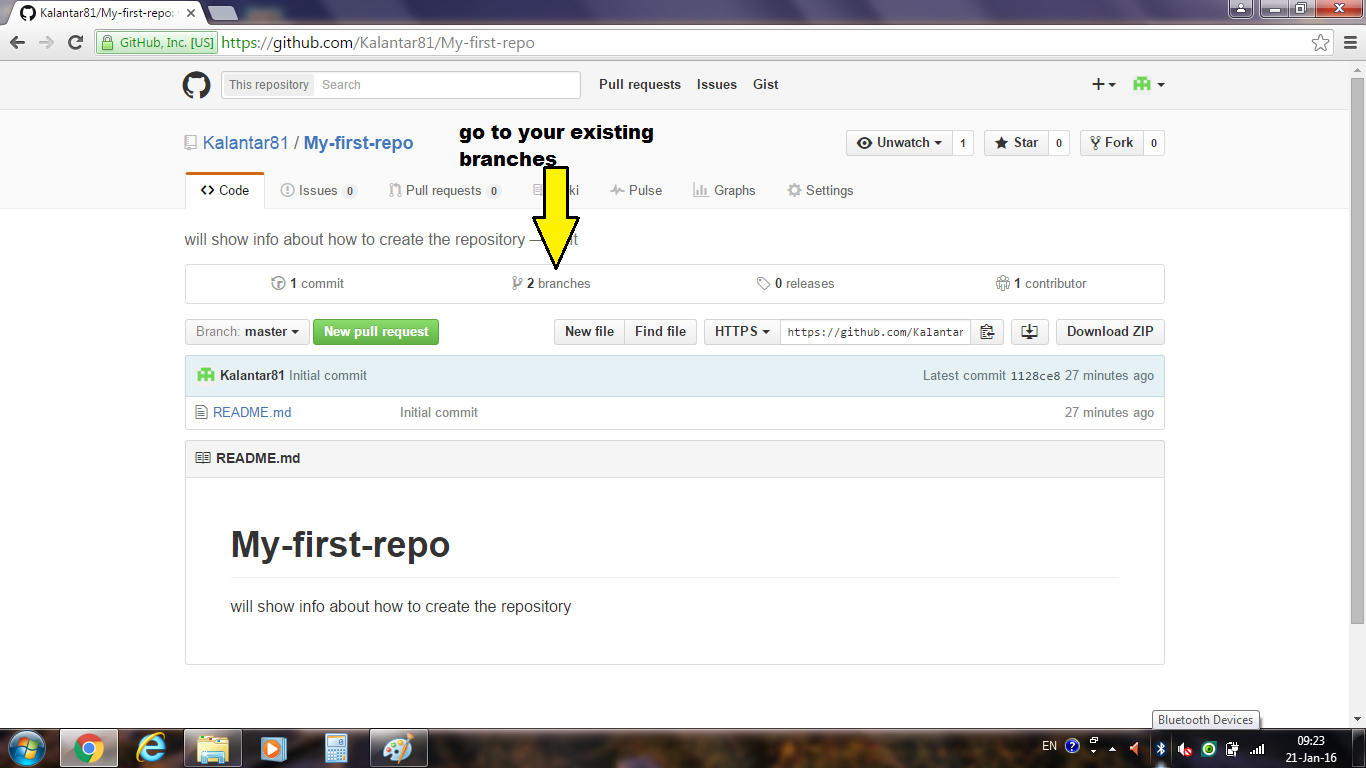 Kalantar81/My-first-repo:
GitHub, Inc. [US] https://github.com/Kalantar81/My-first-repo
This repository Search Pull requests Issues Gist
go to your existing
branches
Kalantar81 / My-first-repo Unwatch 1 Star 0 Fork 0
Code Issues 0 Pull requests 0 Pulse Graphs Settings
will show info about how to create the repository —
1 commit 2 branches 0 releases 1 contributor
Branch: master New pull request New file Find file HTTPS https://github.com/Kalantar Download ZIP
Kalantar81 Initial commit Latest commit 1128ce8 27 minutes ago
README.md Initial commit 27 minutes ago
README.md
My-first-repo
will show info about how to create the repository
Bluetooth Devices
EN 09:23
21-Jan-16